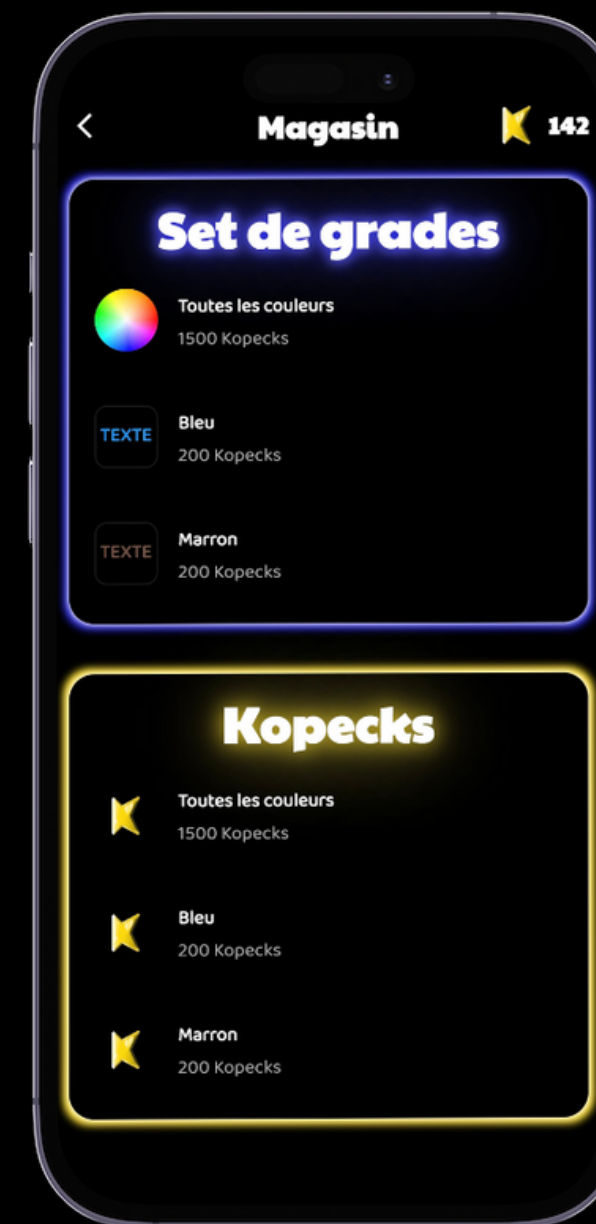 Magasin
142
Set de grades
Toutes les couleurs
1500 Kopecks
TEXTE
Bleu
200 Kopecks
TEXTE
Marron
200 Kopecks
Kopecks
Toutes les couleurs
1500 Kopecks
Bleu
200 Kopecks
Marron
200 Kopecks